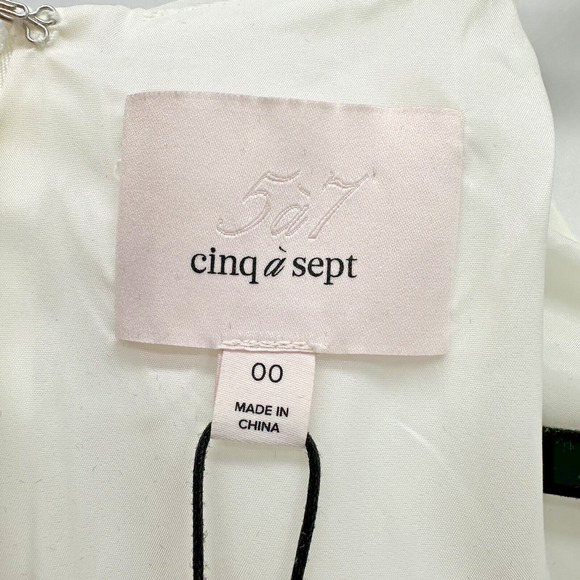 5à7
cinq à sept
00
MADE IN
CHINA